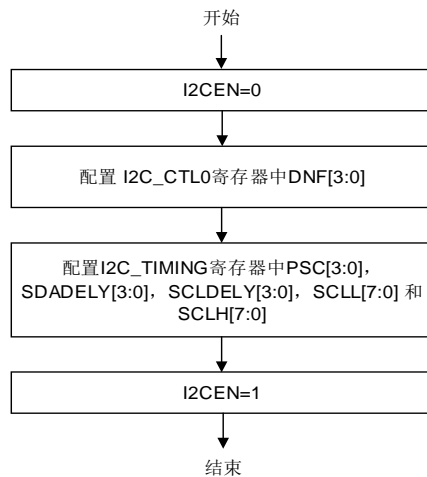 开始
I2CEN=0
配置 I2C_CTL0寄存器中DNF[3:0]
配置I2C_TIMING寄存器中PSC[3:0]，
SDADELY[3:0]，SCLDELY[3:0]，SCLL[7:0] 和
SCLH[7:0]
I2CEN=1
结束